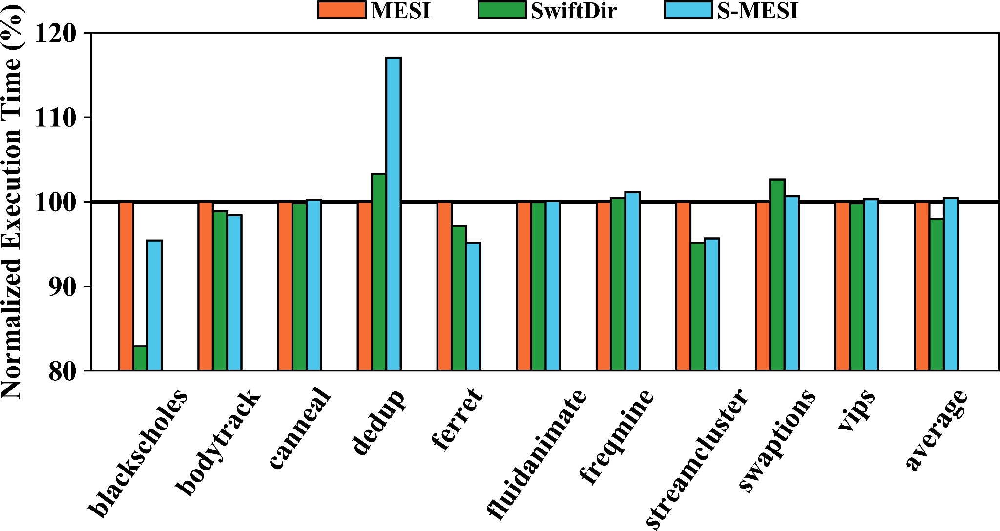 MESI SwiftDir S-MESI
Normalized Execution Time (%)
120
110
100
90
80
blackscholes
bodytrack
canneal
dedup
ferret
fluidanimate
freqmine
streamcluster
swaptions
vips
average